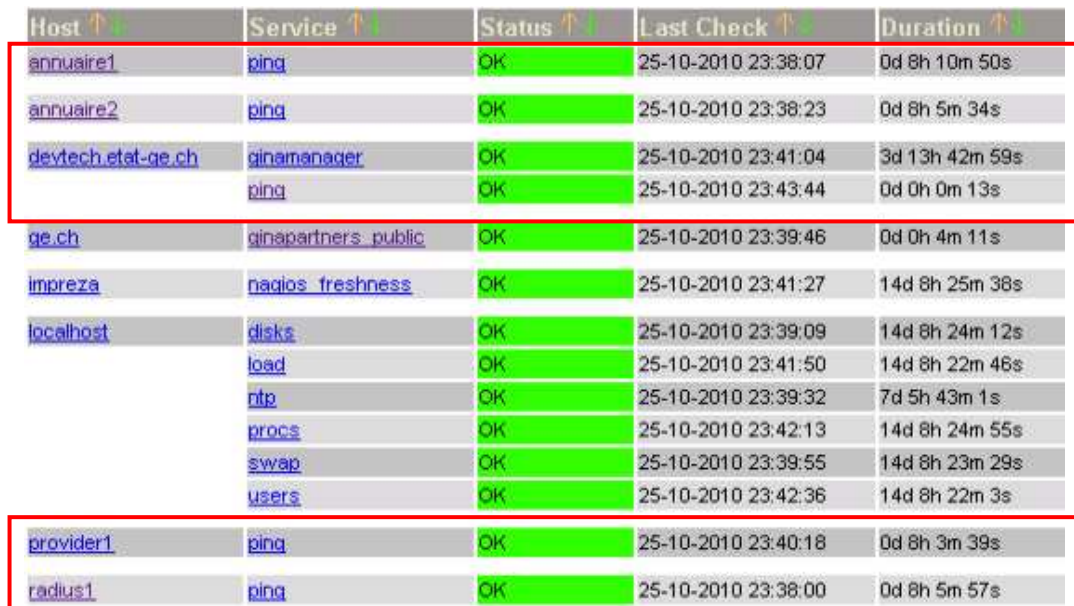 Host Service Status Last Check Duration
annuaire1 ping OK 25-10-2010 23:38:07 0d 8h 10m 50s
annuaire2 ping OK 25-10-2010 23:38:23 0d 8h 5m 34s
devtech.etat-ge.ch ginamanager OK 25-10-2010 23:41:04 3d 13h 42m 59s
ping OK 25-10-2010 23:43:44 0d 0h 0m 13s
ge.ch ginapartners_public OK 25-10-2010 23:39:46 0d 0h 4m 11s
impreza nagios_freshness OK 25-10-2010 23:41:27 14d 8h 25m 38s
localhost disks OK 25-10-2010 23:39:09 14d 8h 24m 12s
load OK 25-10-2010 23:41:50 14d 8h 22m 46s
ntp OK 25-10-2010 23:39:32 7d 5h 43m 1s
procs OK 25-10-2010 23:42:13 14d 8h 24m 55s
swap OK 25-10-2010 23:39:55 14d 8h 23m 29s
users OK 25-10-2010 23:42:36 14d 8h 22m 3s
provider1 ping OK 25-10-2010 23:40:18 0d 8h 3m 39s
radius1 ping OK 25-10-2010 23:38:00 0d 8h 5m 57s